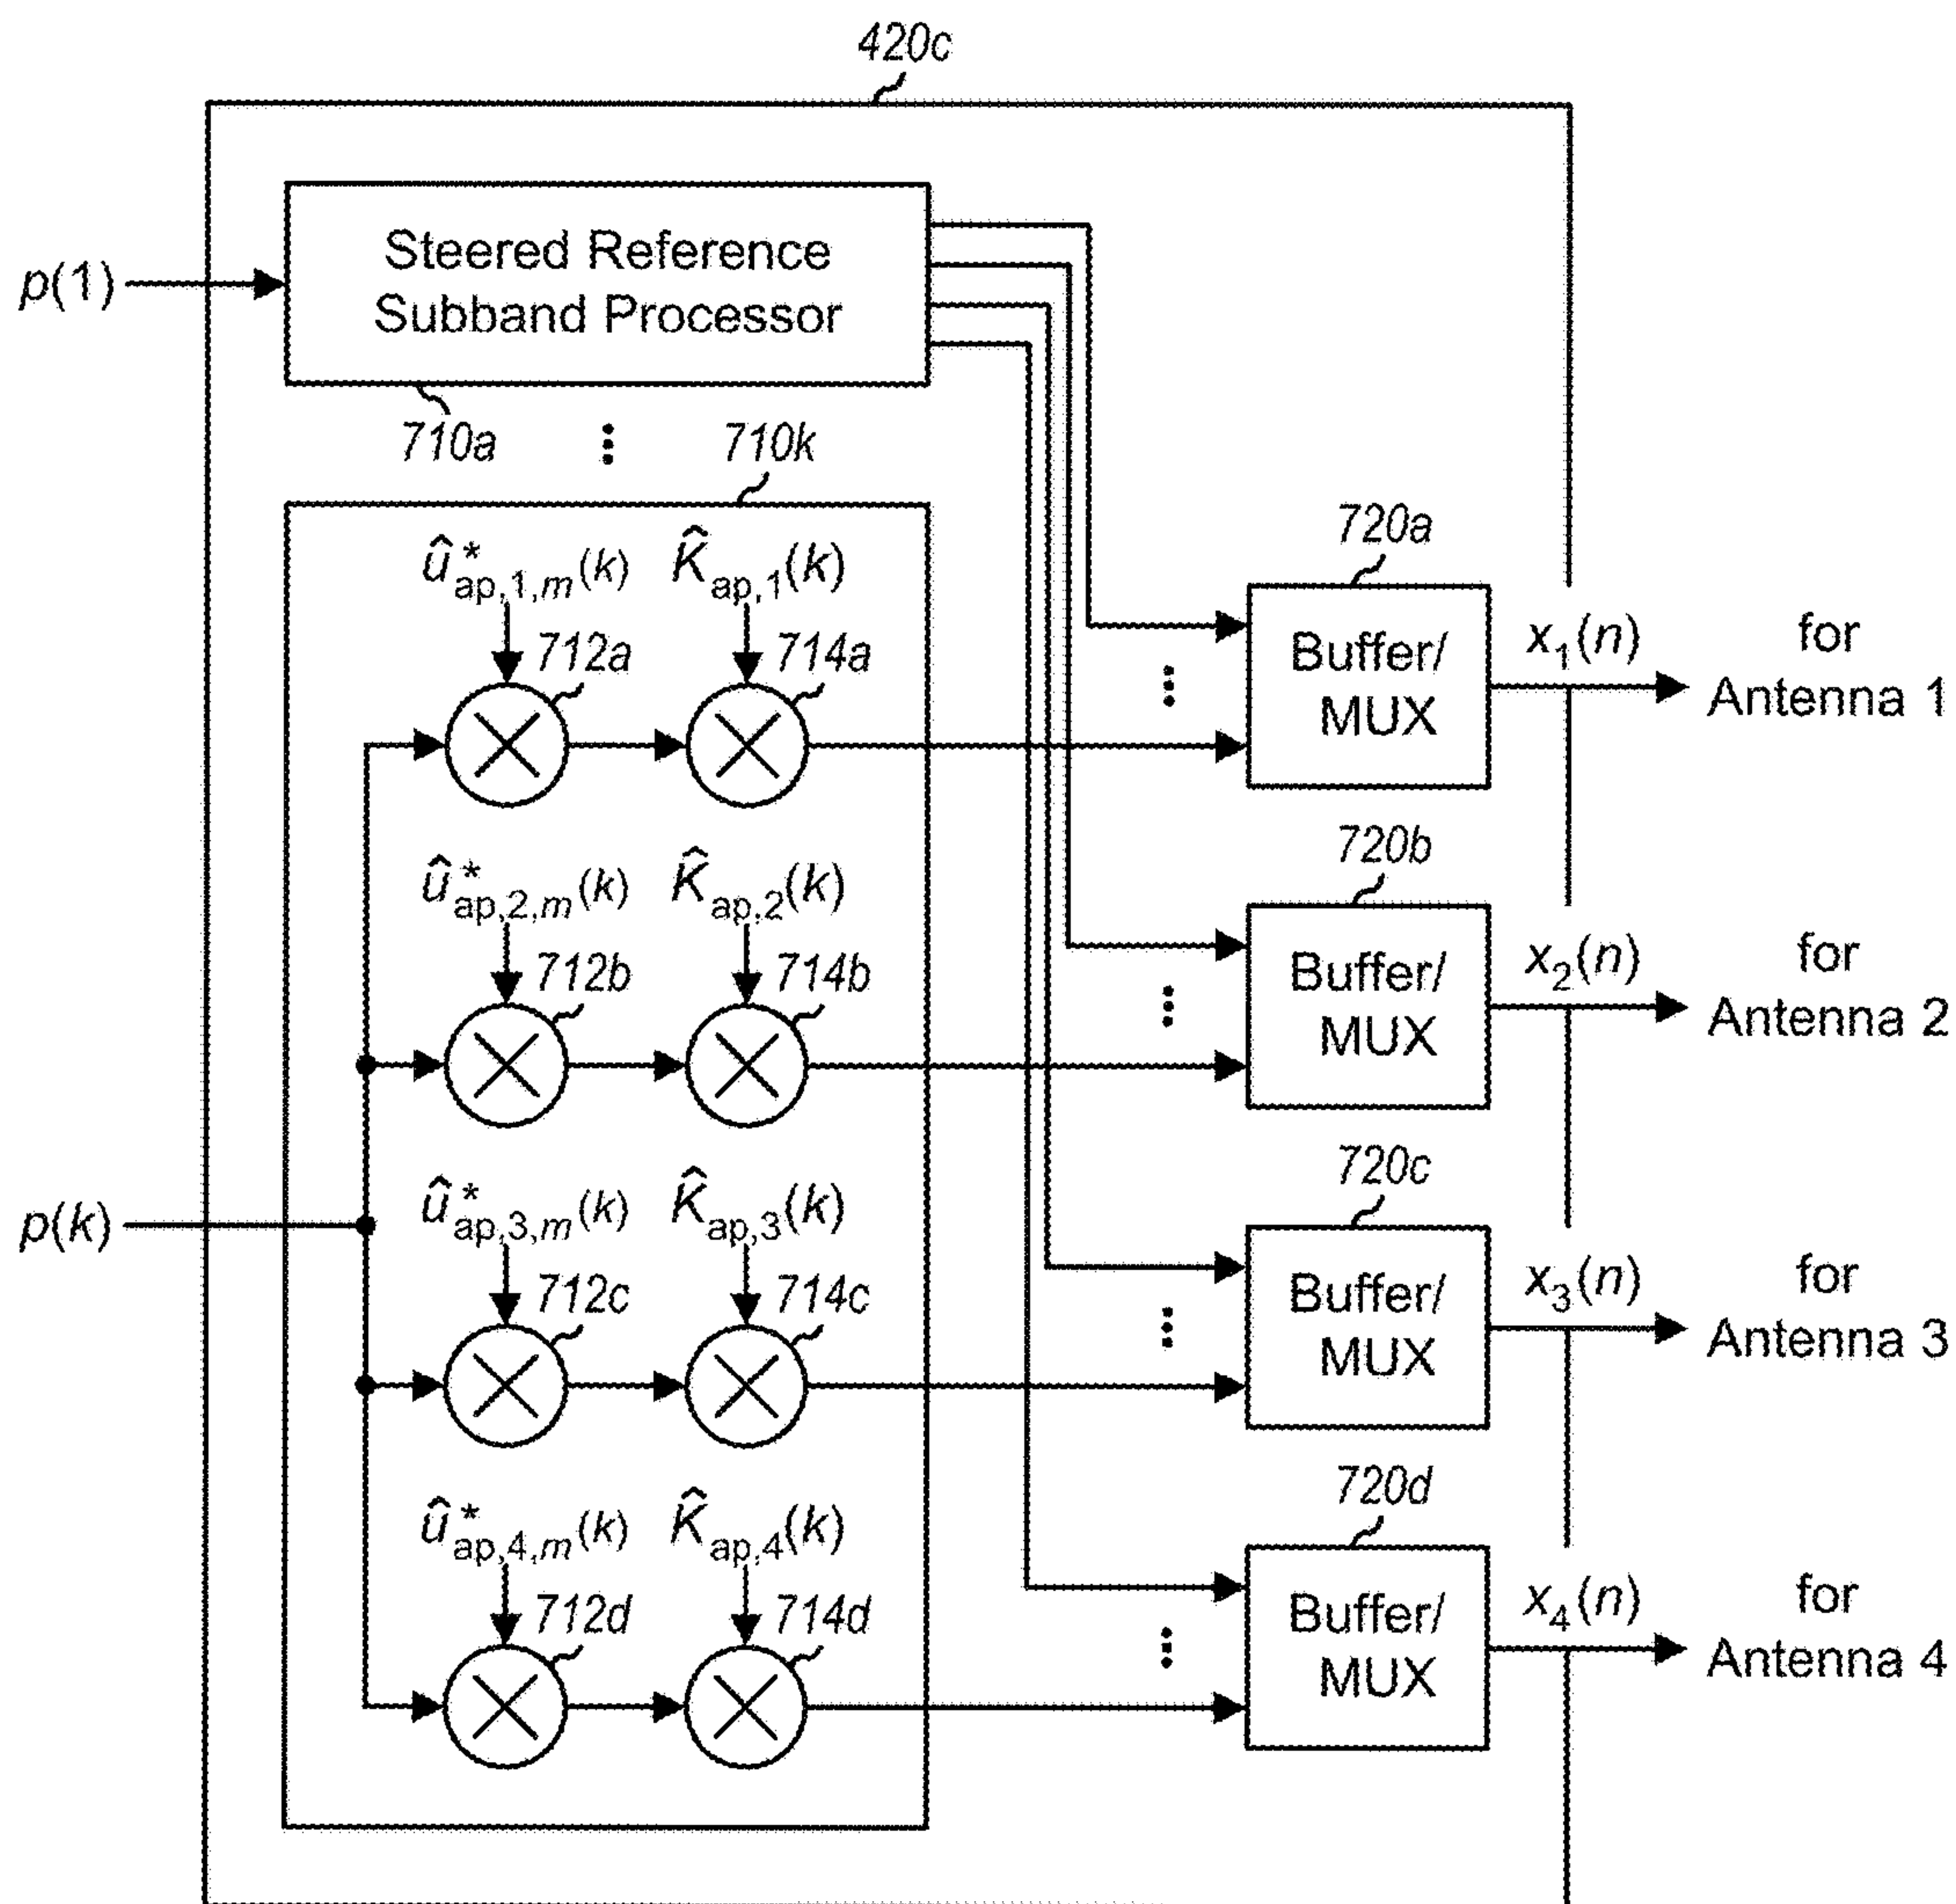 420c
p(1)
Steered Reference
Subband Processor
710a
710k
û*ap,1,m(k) K̂ap,1(k)
712a 714a
720a
Buffer/
MUX
x1(n)
for
Antenna 1
û*ap,2,m(k) K̂ap,2(k)
712b 714b
720b
Buffer/
MUX
x2(n)
for
Antenna 2
p(k)
û*ap,3,m(k) K̂ap,3(k)
712c 714c
720c
Buffer/
MUX
x3(n)
for
Antenna 3
û*ap,4,m(k) K̂ap,4(k)
712d 714d
720d
Buffer/
MUX
x4(n)
for
Antenna 4